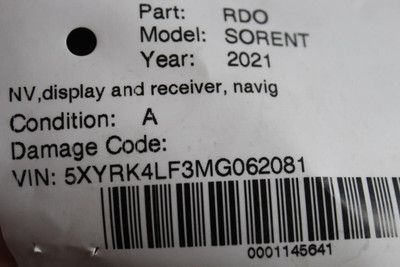 Part: RDO
Model: SORENT
Year: 2021
NV,display and receiver, navig
Condition: A
Damage Code:
VIN: 5XYRK4LF3MG062081
0001145641